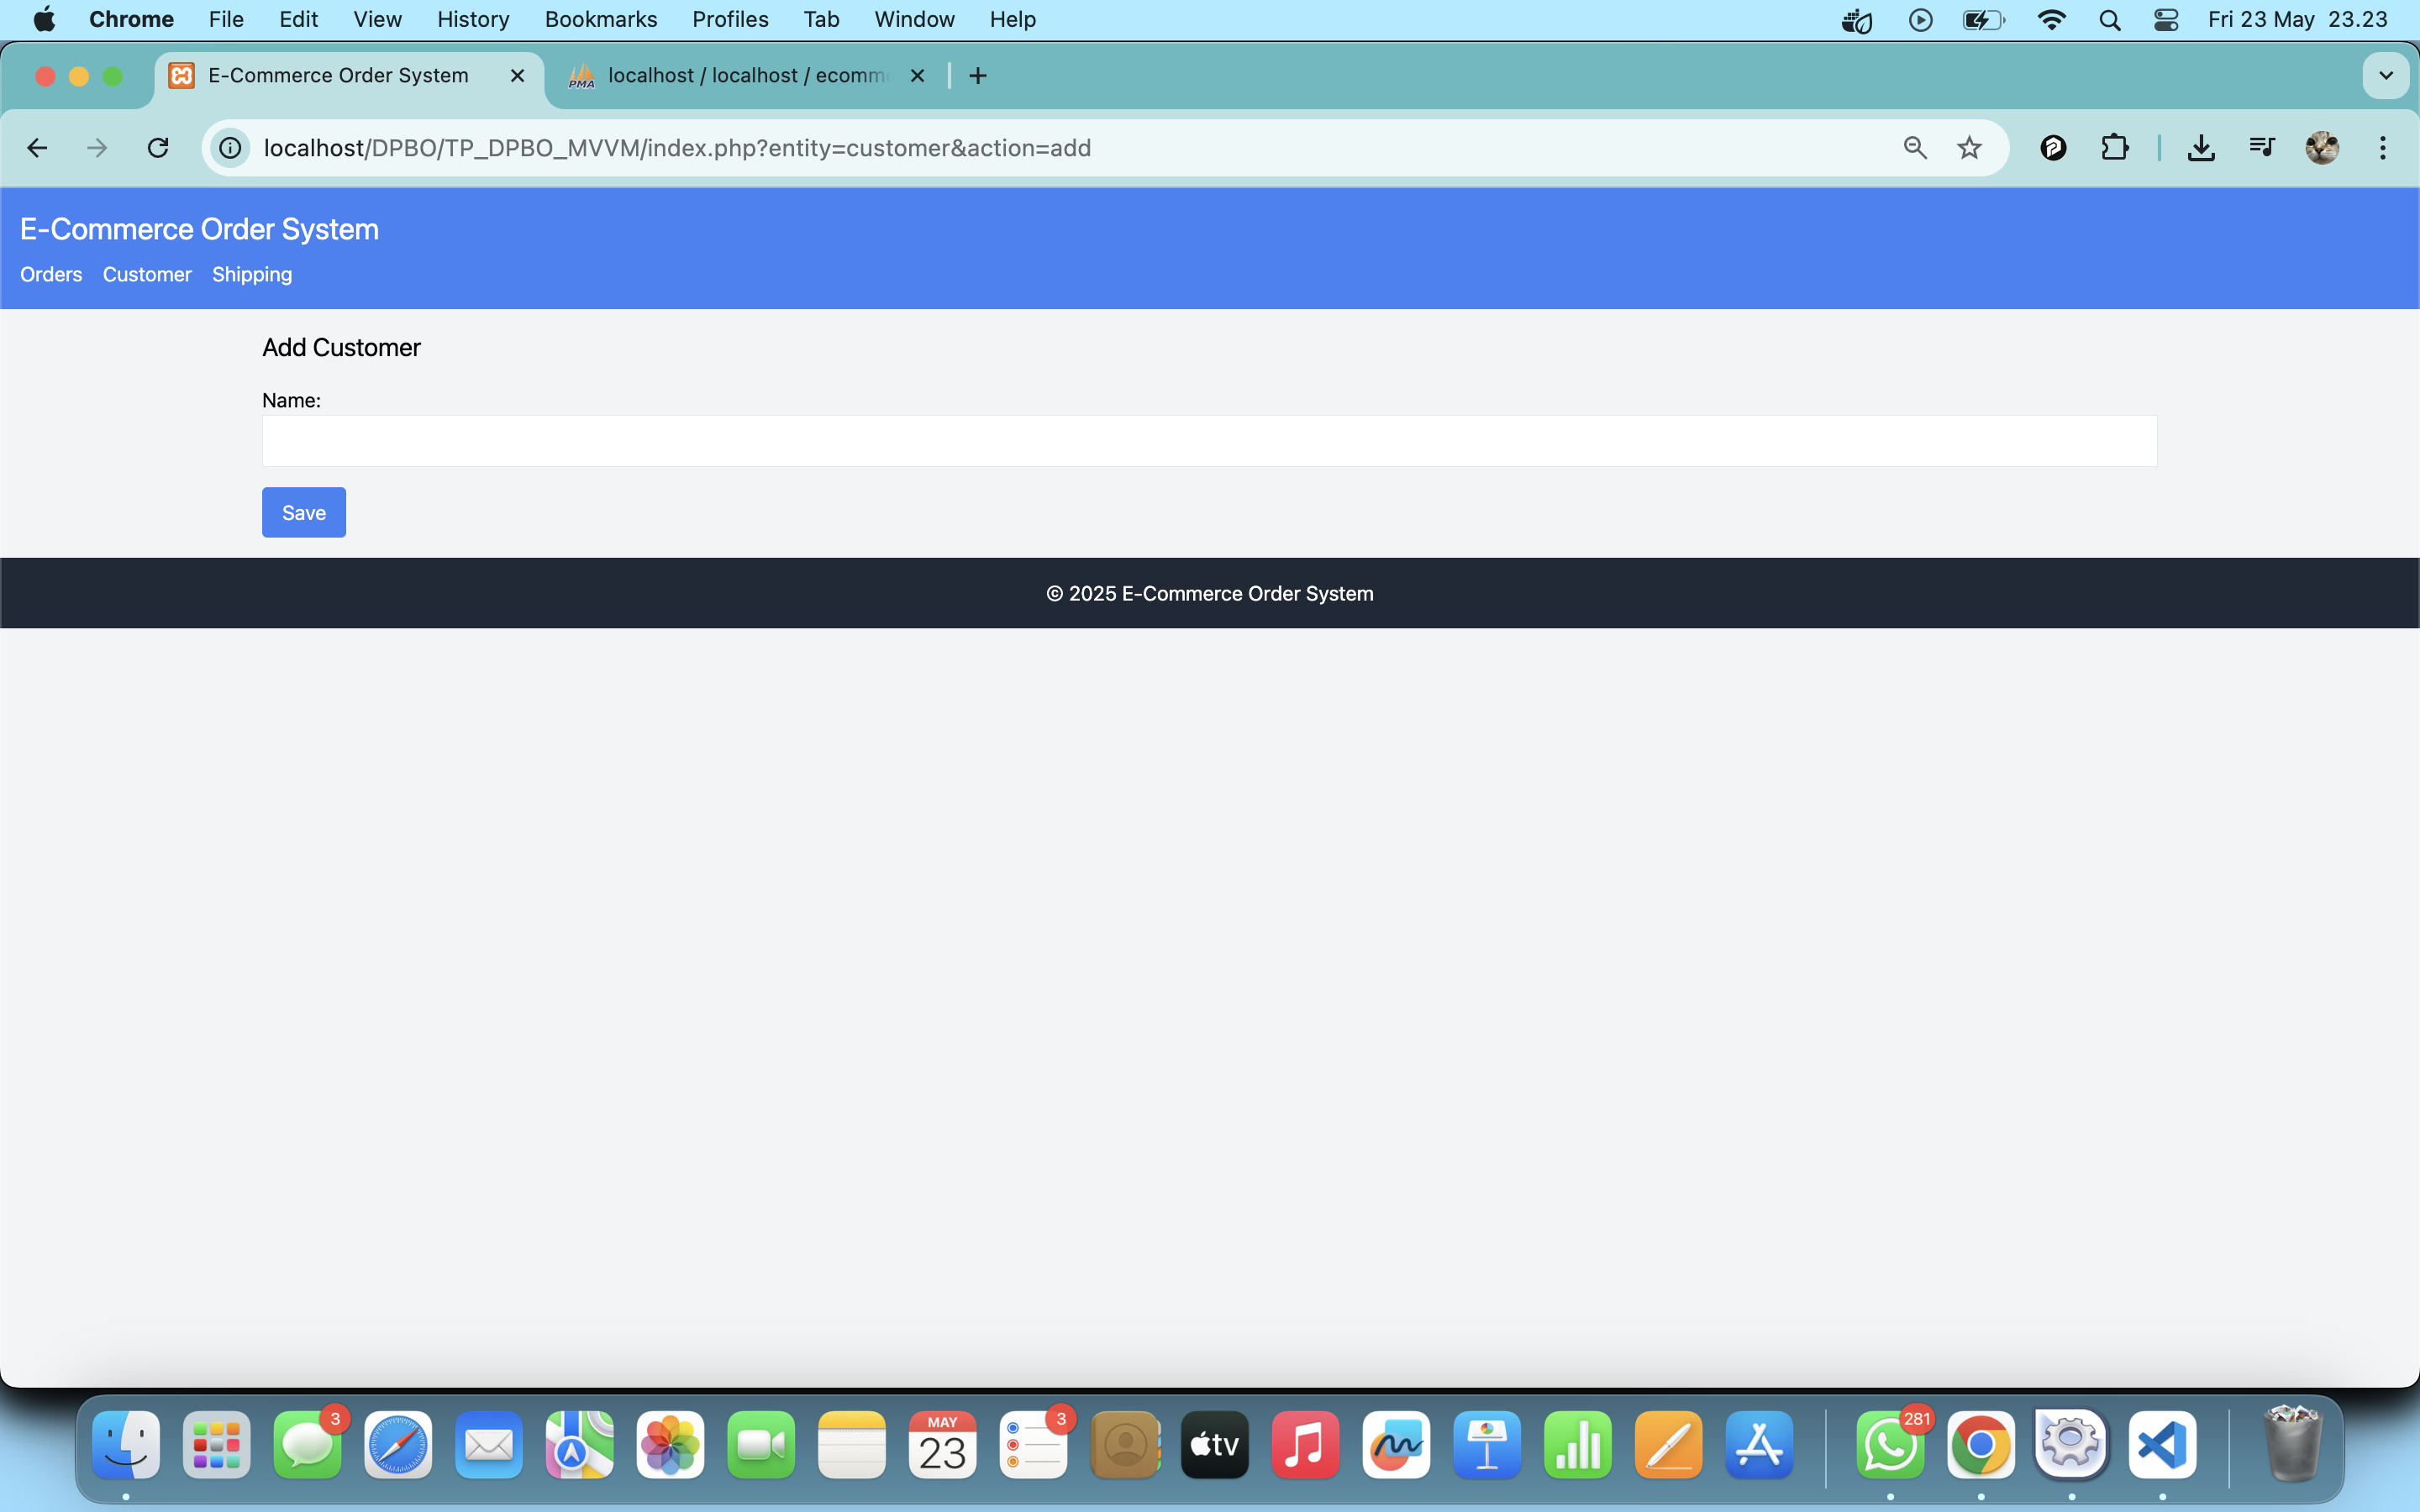 Chrome File Edit View History Bookmarks Profiles Tab Window Help Fri 23 May 23.23
E-Commerce Order System
PMA localhost / localhost / ecomm
localhost/DPBO/TP_DPBO_MVVM/index.php?entity=customer&action=add
E-Commerce Order System
Orders Customer Shipping
Add Customer
Name:
Save
© 2025 E-Commerce Order System
3
MAY
23
3
tv
281